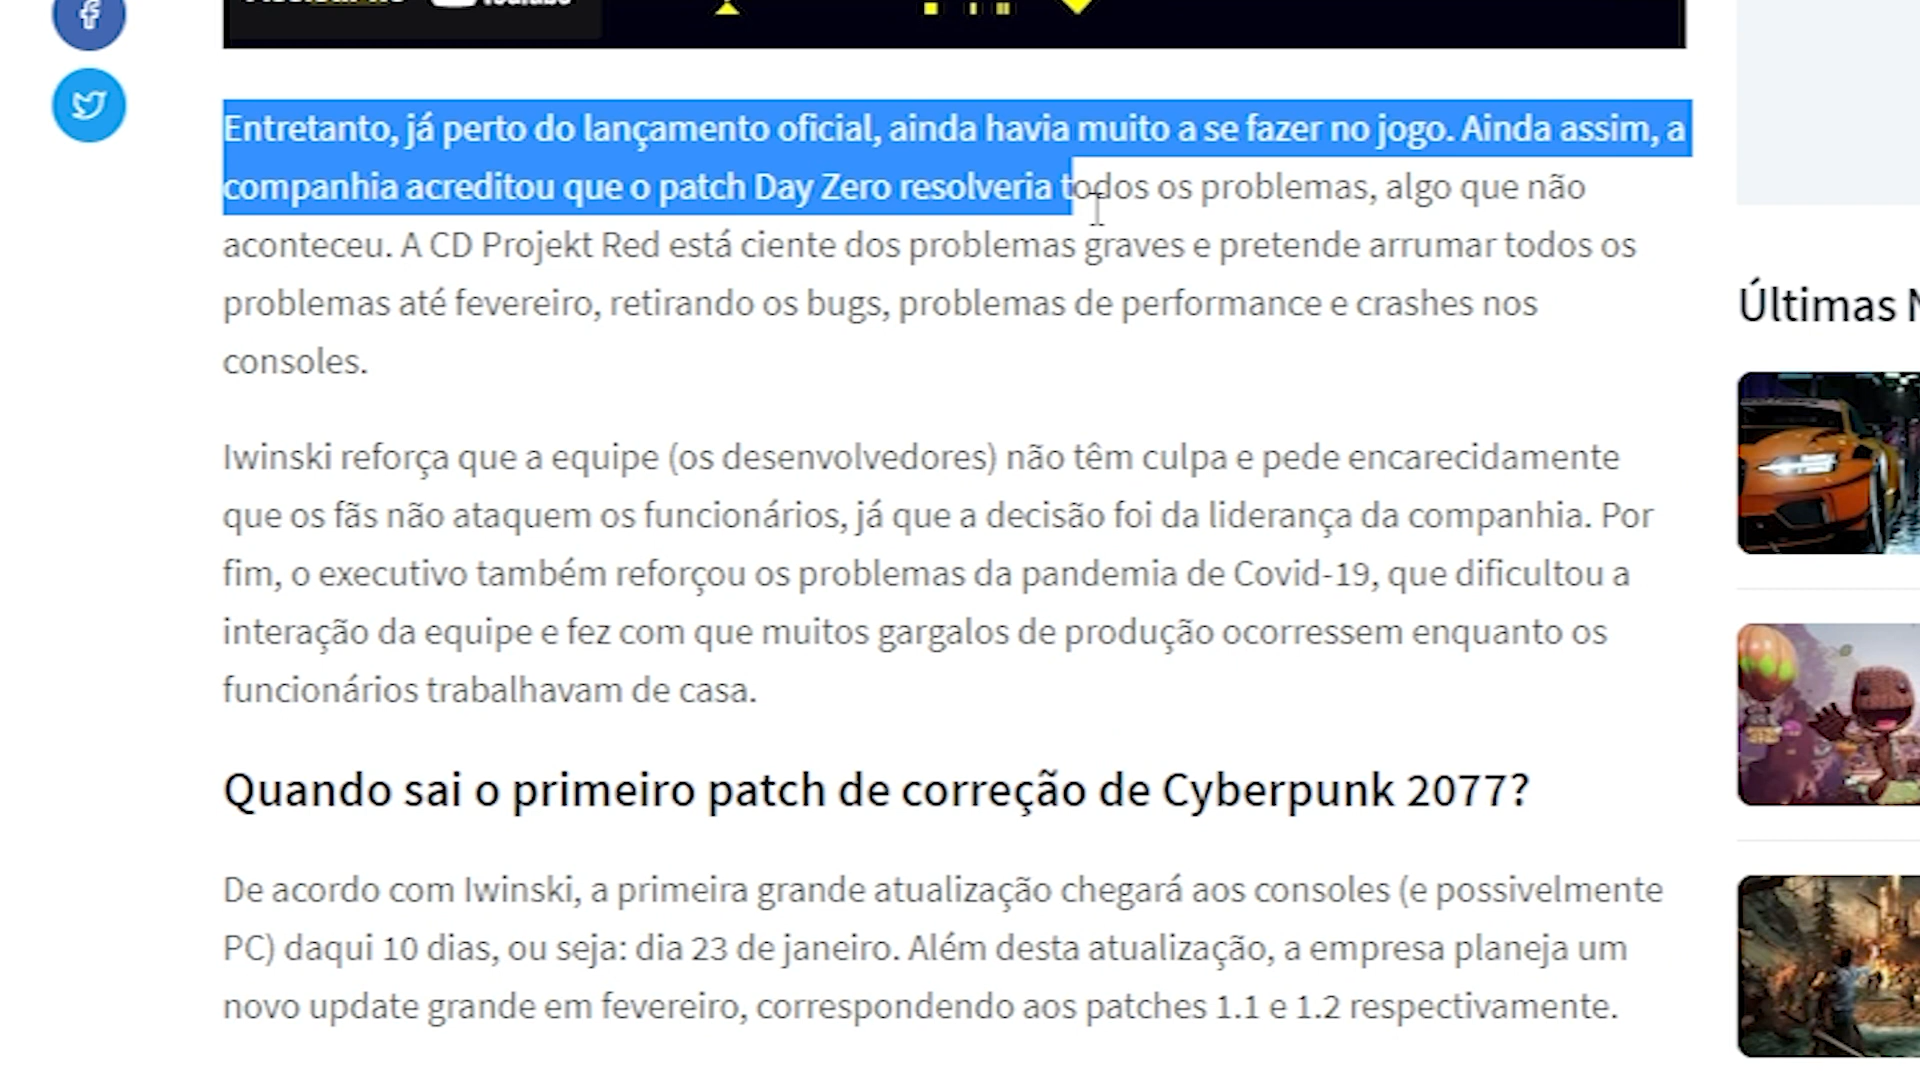 Entretanto, já perto do lançamento oficial, ainda havia muito a se fazer no jogo. Ainda assim, a
companhia acreditou que o patch Day Zero resolveria todos os problemas, algo que não
aconteceu. A CD Projekt Red está ciente dos problemas graves e pretende arrumar todos os
problemas até fevereiro, retirando os bugs, problemas de performance e crashes nos
consoles.
Iwinski reforça que a equipe (os desenvolvedores) não têm culpa e pede encarecidamente
que os fãs não ataquem os funcionários, já que a decisão foi da liderança da companhia. Por
fim, o executivo também reforçou os problemas da pandemia de Covid-19, que dificultou a
interação da equipe e fez com que muitos gargalos de produção ocorressem enquanto os
funcionários trabalhavam de casa.
Quando sai o primeiro patch de correção de Cyberpunk 2077?
De acordo com Iwinski, a primeira grande atualização chegará aos consoles (e possivelmente
PC) daqui 10 dias, ou seja: dia 23 de janeiro. Além desta atualização, a empresa planeja um
novo update grande em fevereiro, correspondendo aos patches 1.1 e 1.2 respectivamente.
Últimas